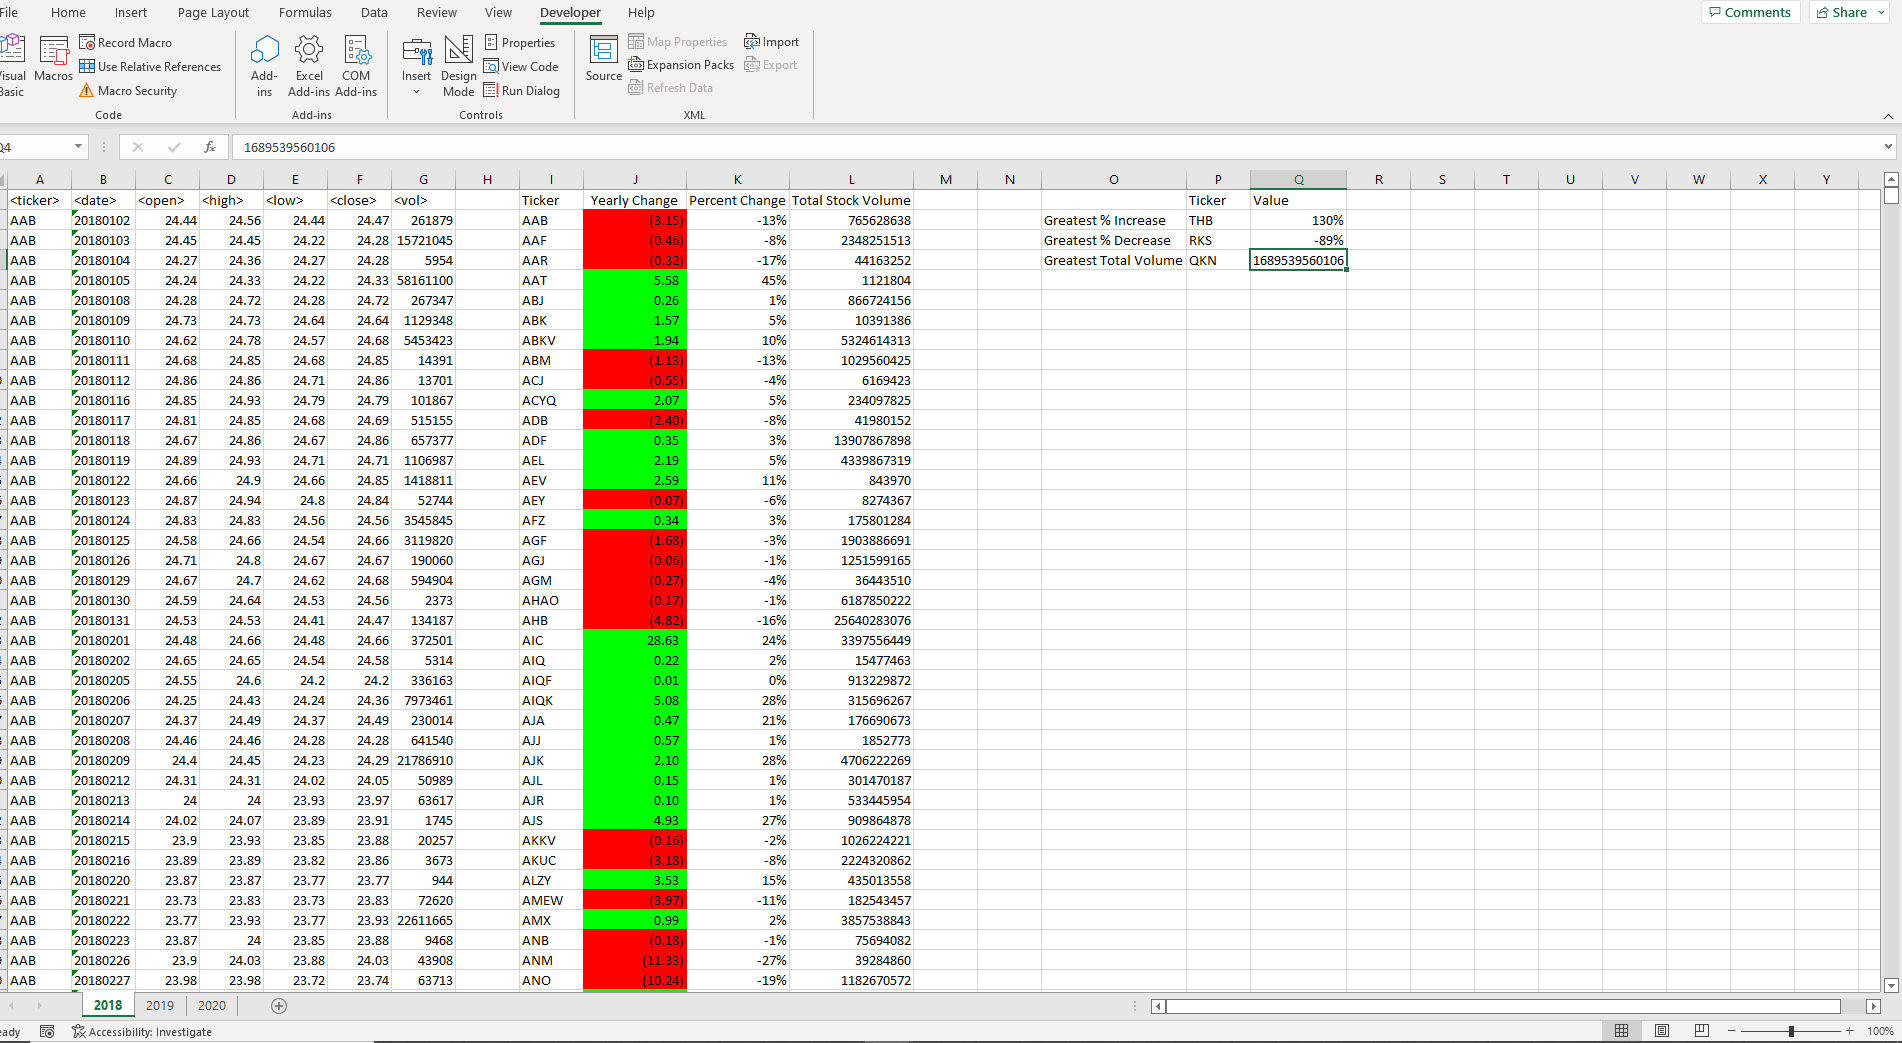 File Home Insert Page Layout Formulas Data Review View Developer Help Comments Share
Visual Basic Macros Record Macro Use Relative References Macro Security Code
Add-ins Excel Add-ins COM Add-ins Add-ins
Insert Design Mode Properties View Code Run Dialog Controls
Source Map Properties Expansion Packs Refresh Data Import Export XML
Q4 fx 1689539560106
A B C D E F G H I J K L M N O P Q R S T U V W X Y
<ticker> <date> <open> <high> <low> <close> <vol> Ticker Yearly Change Percent Change Total Stock Volume Ticker Value
AAB 20180102 24.44 24.56 24.44 24.47 261879 AAB (3.15) -13% 765628638 Greatest % Increase THB 130%
AAB 20180103 24.45 24.45 24.22 24.28 15721045 AAF (0.46) -8% 2348251513 Greatest % Decrease RKS -89%
AAB 20180104 24.27 24.36 24.27 24.28 5954 AAR (0.32) -17% 44163252 Greatest Total Volume QKN 1689539560106
AAB 20180105 24.24 24.33 24.22 24.33 58161100 AAT 5.58 45% 1121804
AAB 20180108 24.28 24.72 24.28 24.72 267347 ABJ 0.26 1% 866724156
AAB 20180109 24.73 24.73 24.64 24.64 1129348 ABK 1.57 5% 10391386
AAB 20180110 24.62 24.78 24.57 24.68 5453423 ABKV 1.94 10% 5324614313
AAB 20180111 24.68 24.85 24.68 24.85 14391 ABM (1.13) -13% 1029560425
AAB 20180112 24.86 24.86 24.71 24.86 13701 ACJ (0.55) -4% 6169423
AAB 20180116 24.85 24.93 24.79 24.79 101867 ACYQ 2.07 5% 234097825
AAB 20180117 24.81 24.85 24.68 24.69 515155 ADB (2.40) -8% 41980152
AAB 20180118 24.67 24.86 24.67 24.86 657377 ADF 0.35 3% 13907867898
AAB 20180119 24.89 24.93 24.71 24.71 1106987 AEL 2.19 5% 4339867319
AAB 20180122 24.66 24.9 24.66 24.85 1418811 AEV 2.59 11% 843970
AAB 20180123 24.87 24.94 24.8 24.84 52744 AEY (0.07) -6% 8274367
AAB 20180124 24.83 24.83 24.56 24.56 3545845 AFZ 0.34 3% 175801284
AAB 20180125 24.58 24.66 24.54 24.66 3119820 AGF (1.68) -3% 1903886691
AAB 20180126 24.71 24.8 24.67 24.67 190060 AGJ (0.06) -1% 1251599165
AAB 20180129 24.67 24.7 24.62 24.68 594904 AGM (0.27) -4% 36443510
AAB 20180130 24.59 24.64 24.53 24.56 2373 AHAO (0.17) -1% 6187850222
AAB 20180131 24.53 24.53 24.41 24.47 134187 AHB (4.82) -16% 25640283076
AAB 20180201 24.48 24.66 24.48 24.66 372501 AIC 28.63 24% 3397556449
AAB 20180202 24.65 24.65 24.54 24.58 5314 AIQ 0.22 2% 15477463
AAB 20180205 24.55 24.6 24.2 24.2 336163 AIQF 0.01 0% 913229872
AAB 20180206 24.25 24.43 24.24 24.36 7973461 AIQK 5.08 28% 315696267
AAB 20180207 24.37 24.49 24.37 24.49 230014 AJA 0.47 21% 176690673
AAB 20180208 24.46 24.46 24.28 24.28 641540 AJJ 0.57 1% 1852773
AAB 20180209 24.4 24.45 24.23 24.29 21786910 AJK 2.10 28% 4706222269
AAB 20180212 24.31 24.31 24.02 24.05 50989 AJL 0.15 1% 301470187
AAB 20180213 24 24 23.93 23.97 63617 AJR 0.10 1% 533445954
AAB 20180214 24.02 24.07 23.89 23.91 1745 AJS 4.93 27% 909864878
AAB 20180215 23.9 23.93 23.85 23.88 20257 AKKV (0.16) -2% 1026224221
AAB 20180216 23.89 23.89 23.82 23.86 3673 AKUC (3.18) -8% 2224320862
AAB 20180220 23.87 23.87 23.77 23.77 944 ALZY 3.53 15% 435013558
AAB 20180221 23.73 23.83 23.73 23.83 72620 AMEW (3.97) -11% 182543457
AAB 20180222 23.77 23.93 23.77 23.93 22611665 AMX 0.99 2% 3857538843
AAB 20180223 23.87 24 23.85 23.88 9468 ANB (0.18) -1% 75694082
AAB 20180226 23.9 24.03 23.88 24.03 43908 ANM (11.33) -27% 39284860
AAB 20180227 23.98 23.98 23.72 23.74 63713 ANO (10.24) -19% 1182670572
2018 2019 2020
eady Accessibility: Investigate 100%